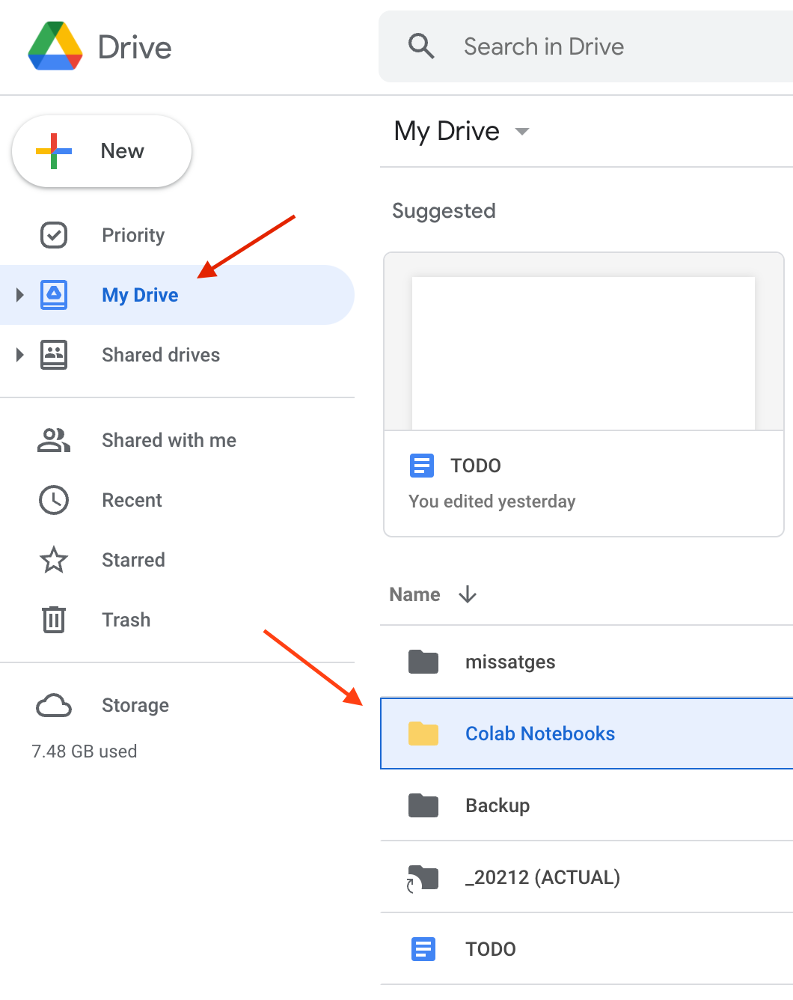 Drive
Search in Drive
New
Priority
My Drive
Shared drives
Shared with me
Recent
Starred
Trash
Storage
7.48 GB used
My Drive
Suggested
TODO
You edited yesterday
Name
missatges
Colab Notebooks
Backup
_20212 (ACTUAL)
TODO